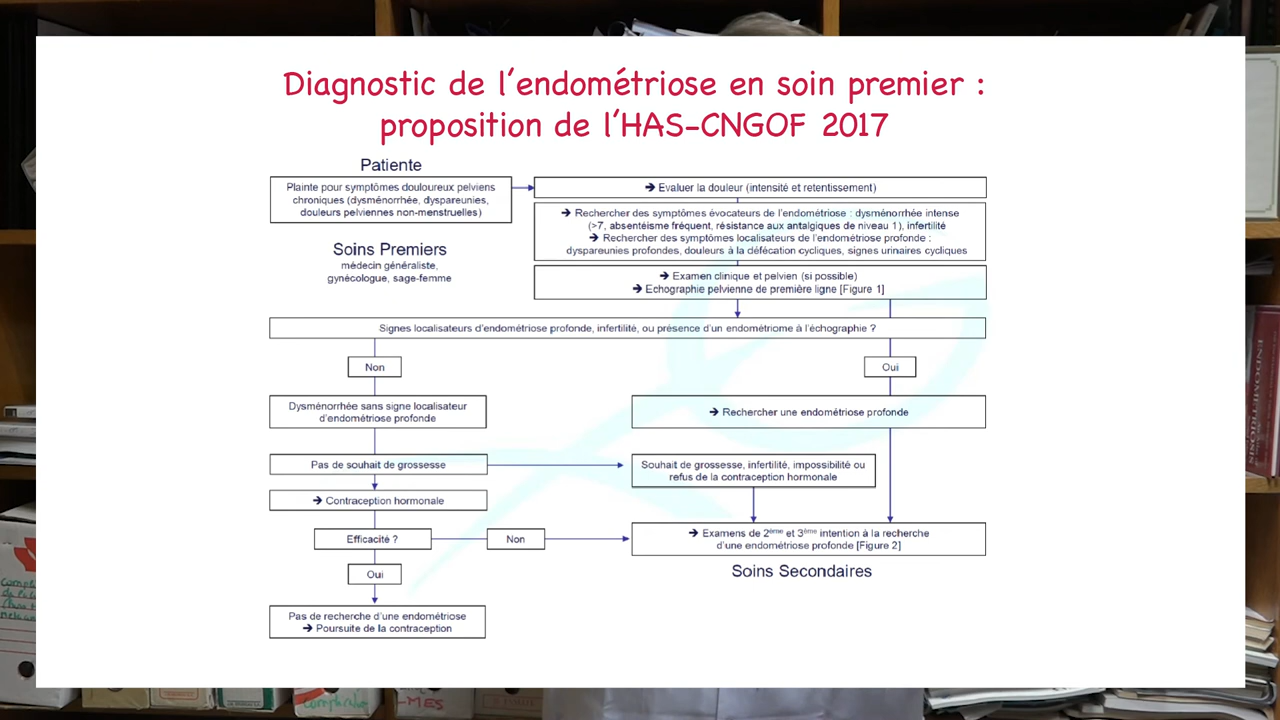 Diagnostic de l'endométriose en soin premier :
proposition de l'HAS-CNGOF 2017
Patiente
Plainte pour symptômes douloureux pelviens
chroniques (dysménorrhée, dyspareunies,
douleurs pelviennes non-menstruelles)
➔ Evaluer la douleur (intensité et retentissement)
➔ Rechercher des symptômes évocateurs de l'endométriose : dysménorrhée intense
(>7, absentéisme fréquent, résistance aux antalgiques de niveau 1), infertilité
➔ Rechercher des symptômes localisateurs de l'endométriose profonde :
dyspareunies profondes, douleurs à la défécation cycliques, signes urinaires cycliques
Soins Premiers
médecin généraliste,
gynécologue, sage-femme
➔ Examen clinique et pelvien (si possible)
➔ Echographie pelvienne de première ligne [Figure 1]
Signes localisateurs d'endométriose profonde, infertilité, ou présence d'un endométriome à l'échographie ?
Non
Oui
Dysménorrhée sans signe localisateur
d'endométriose profonde
➔ Rechercher une endométriose profonde
Pas de souhait de grossesse
Souhait de grossesse, infertilité, impossibilité ou
refus de la contraception hormonale
➔ Contraception hormonale
Efficacité ?
Non
➔ Examens de 2ème et 3ème intention à la recherche
d'une endométriose profonde [Figure 2]
Oui
Soins Secondaires
Pas de recherche d'une endométriose
➔ Poursuite de la contraception
ENDOMETRIOSIS